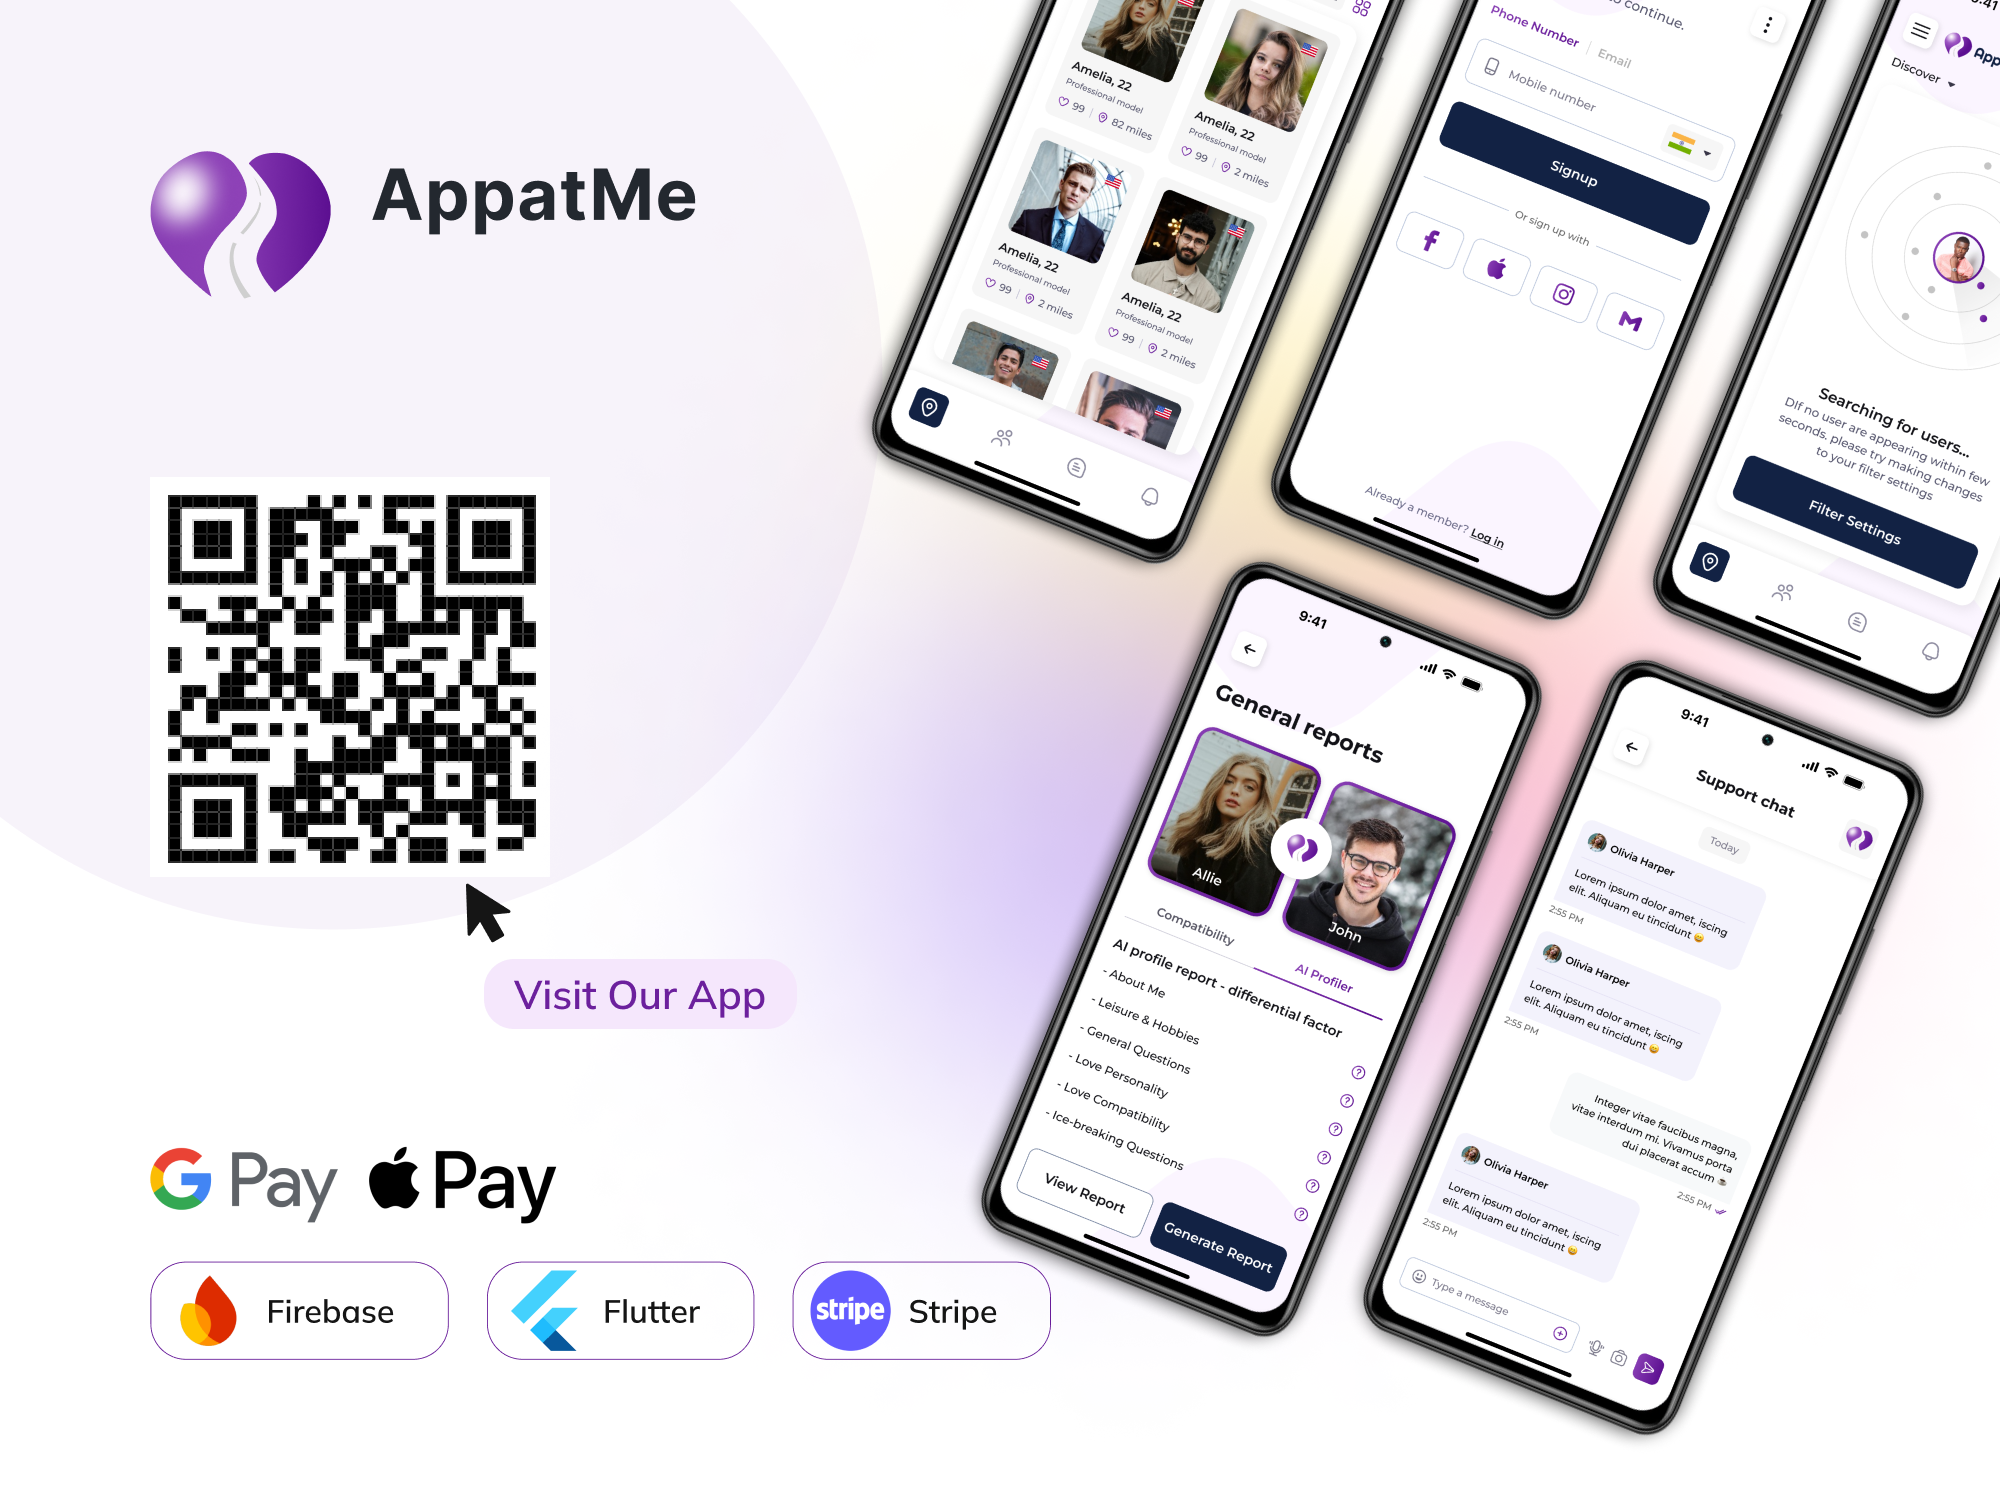 AppatMe
Visit Our App
G Pay
Pay
Firebase
Flutter
stripe
Stripe
Amelia, 22
Professional model
99
82 miles
Amelia, 22
Professional model
99
2 miles
Amelia, 22
Professional model
99
2 miles
Amelia, 22
Professional model
99
2 miles
to continue.
Phone Number
Email
Mobile number
Signup
Or sign up with
Already a member? Log in
9:41
App
Discover
Searching for users...
DIf no user are appearing within few
seconds, please try making changes
to your filter settings
Filter Settings
9:41
General reports
Allie
John
Compatibility
AI Profiler
AI profile report - differential factor
- About Me
- Leisure & Hobbies
- General Questions
- Love Personality
- Love Compatibility
- Ice-breaking Questions
View Report
Generate Report
9:41
Support chat
Today
Olivia Harper
Lorem ipsum dolor amet, iscing
elit. Aliquam eu tincidunt 😀
2:55 PM
Olivia Harper
Lorem ipsum dolor amet, iscing
elit. Aliquam eu tincidunt 😀
2:55 PM
Integer vitae faucibus magna,
vitae interdum mi. Vivamus porta
dui placerat accum ☕
2:55 PM
Olivia Harper
Lorem ipsum dolor amet, iscing
elit. Aliquam eu tincidunt 😀
2:55 PM
Type a message